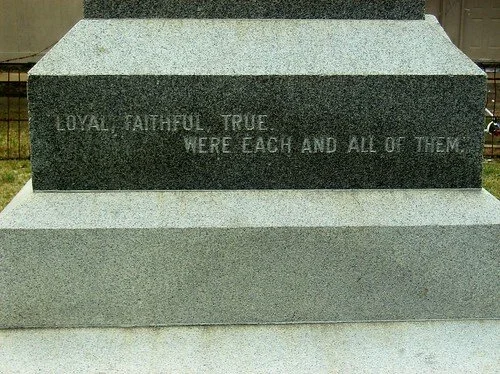 LOYAL, FAITHFUL, TRUE
WERE EACH AND ALL OF THEM.